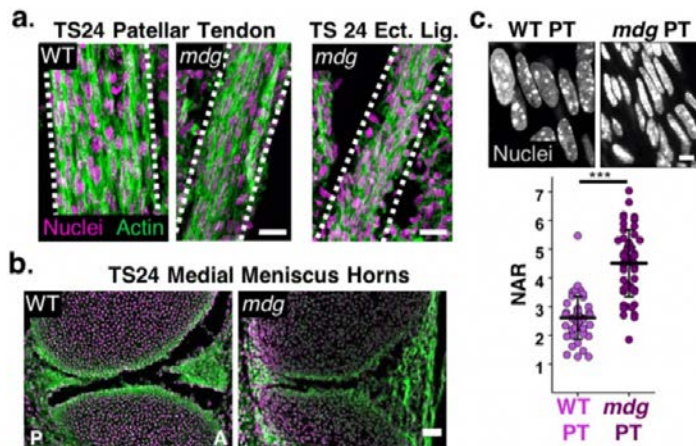 a. TS24 Patellar Tendon TS 24 Ect. Lig.
WT mdg mdg
Nuclei Actin
b. TS24 Medial Meniscus Horns
WT mdg
P A
c. WT PT mdg PT
Nuclei
***
NAR
7
6
5
4
3
2
1
WT mdg
PT PT